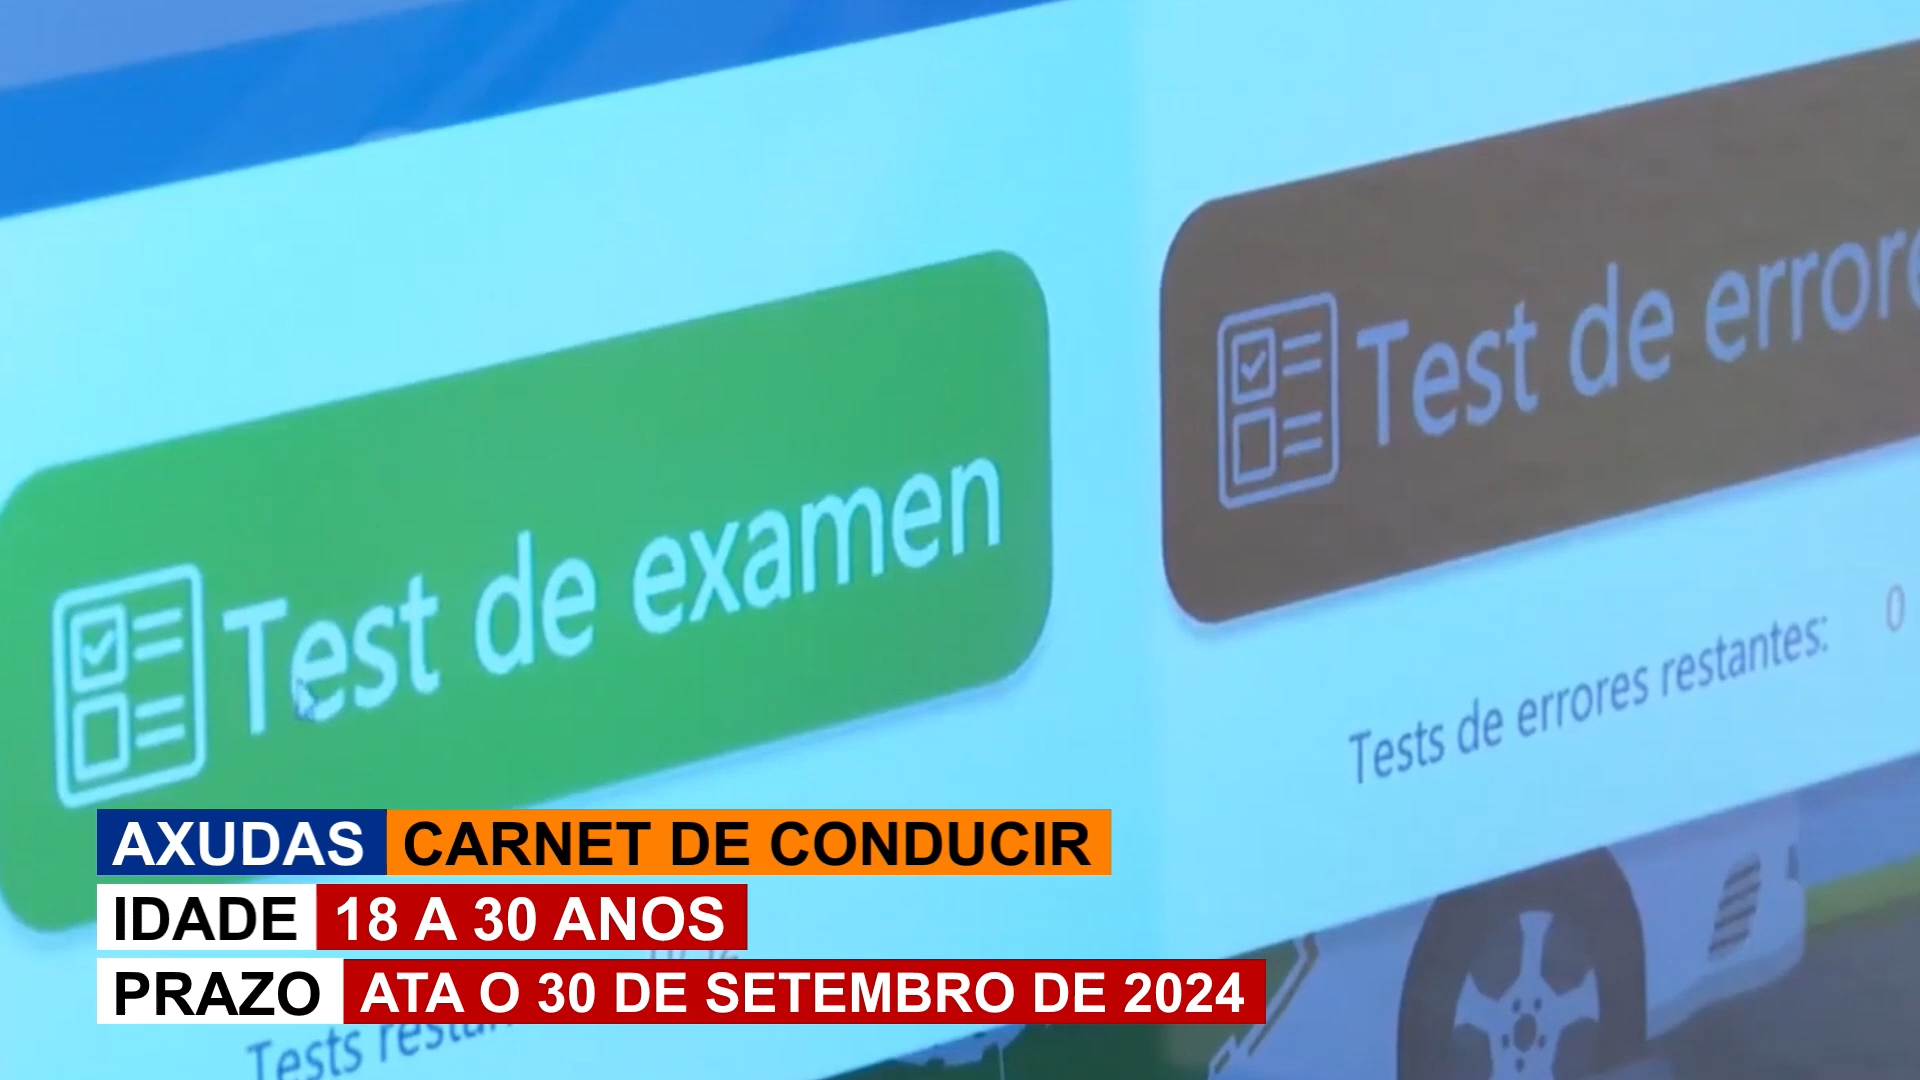 Test de examen
Test de errore
Tests de errores restantes: 0
AXUDAS CARNET DE CONDUCIR
IDADE 18 A 30 ANOS
PRAZO ATA O 30 DE SETEMBRO DE 2024
Tests